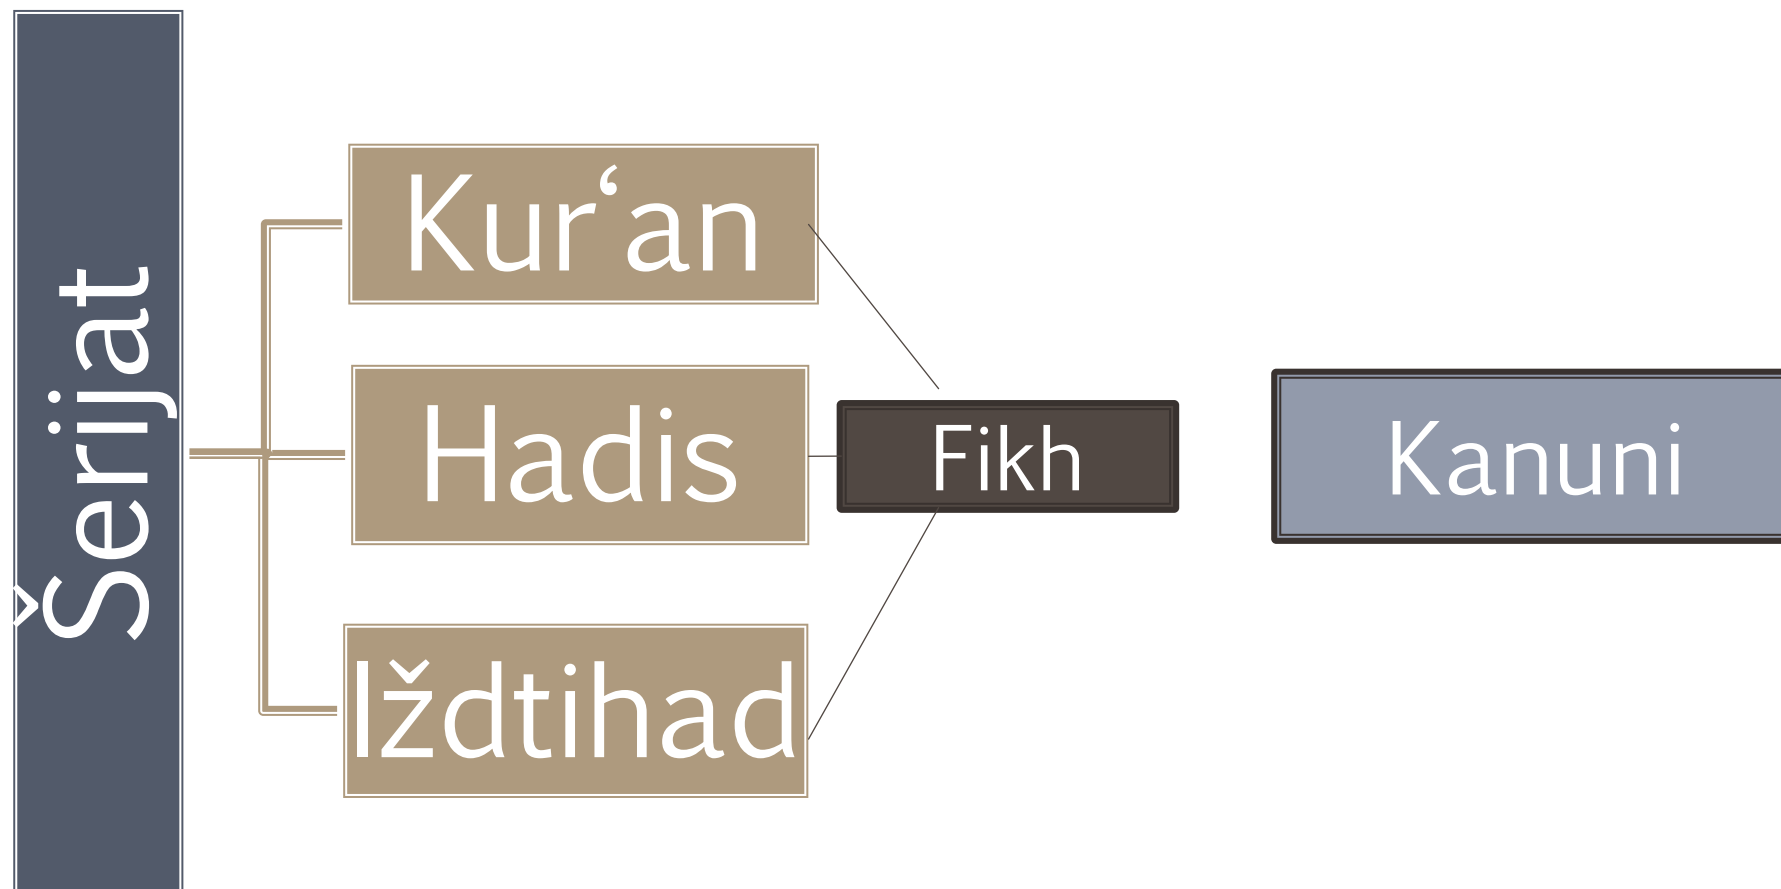 Šerijat
Kur‘an
Hadis
Iždtihad
Fikh
Kanuni